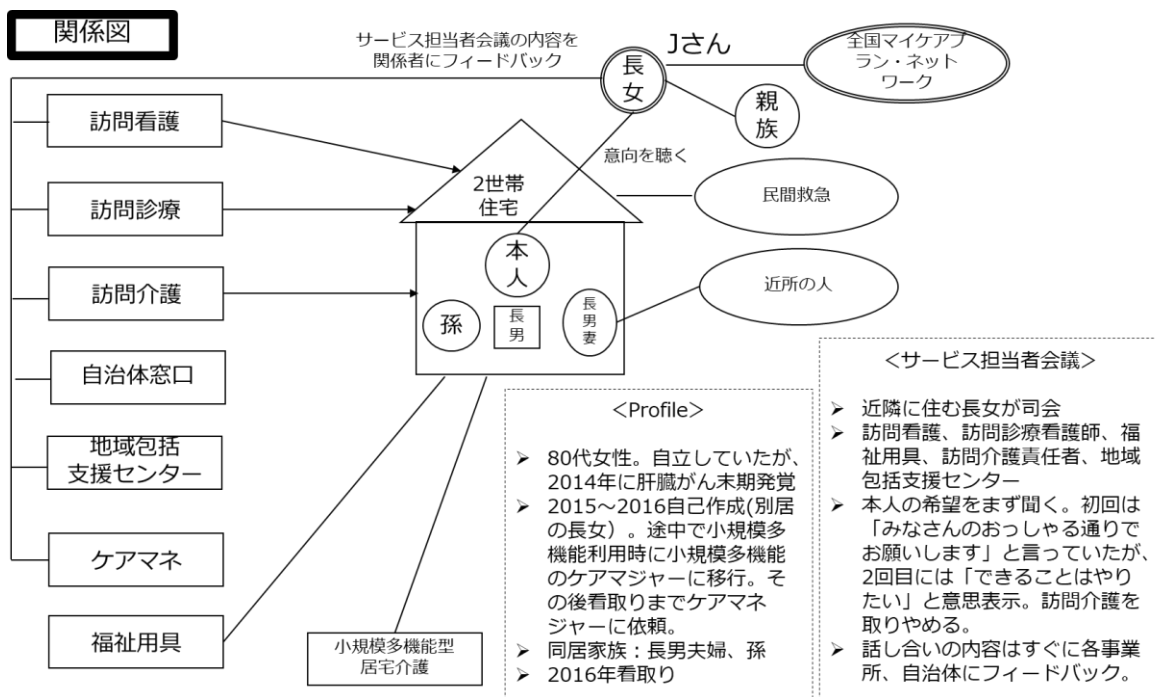 関係図
サービス担当者会議の内容を
関係者にフィードバック
長
女
Jさん
全国マイケアプ
ラン・ネット
ワーク
親
族
訪問看護
訪問診療
訪問介護
自治体窓口
地域包括
支援センター
ケアマネ
福祉用具
意向を聴く
2世帯
住宅
本
人
孫
長
男
長
男
妻
民間救急
近所の人
小規模多機能型
居宅介護
<Profile>
➢ 80代女性。自立していたが、
2014年に肝臓がん末期発覚
➢ 2015～2016自己作成(別居
の長女）。途中で小規模多
機能利用時に小規模多機能
のケアマジャーに移行。そ
の後看取りまでケアマネ
ジャーに依頼。
➢ 同居家族：長男夫婦、孫
➢ 2016年看取り
<サービス担当者会議>
➢ 近隣に住む長女が司会
➢ 訪問看護、訪問診療看護師、福
祉用具、訪問介護責任者、地域
包括支援センター
➢ 本人の希望をまず聞く。初回は
「みなさんのおっしゃる通りで
お願いします」と言っていたが、
2回目には「できることはやり
たい」と意思表示。訪問介護を
取りやめる。
➢ 話し合いの内容はすぐに各事業
所、自治体にフィードバック。